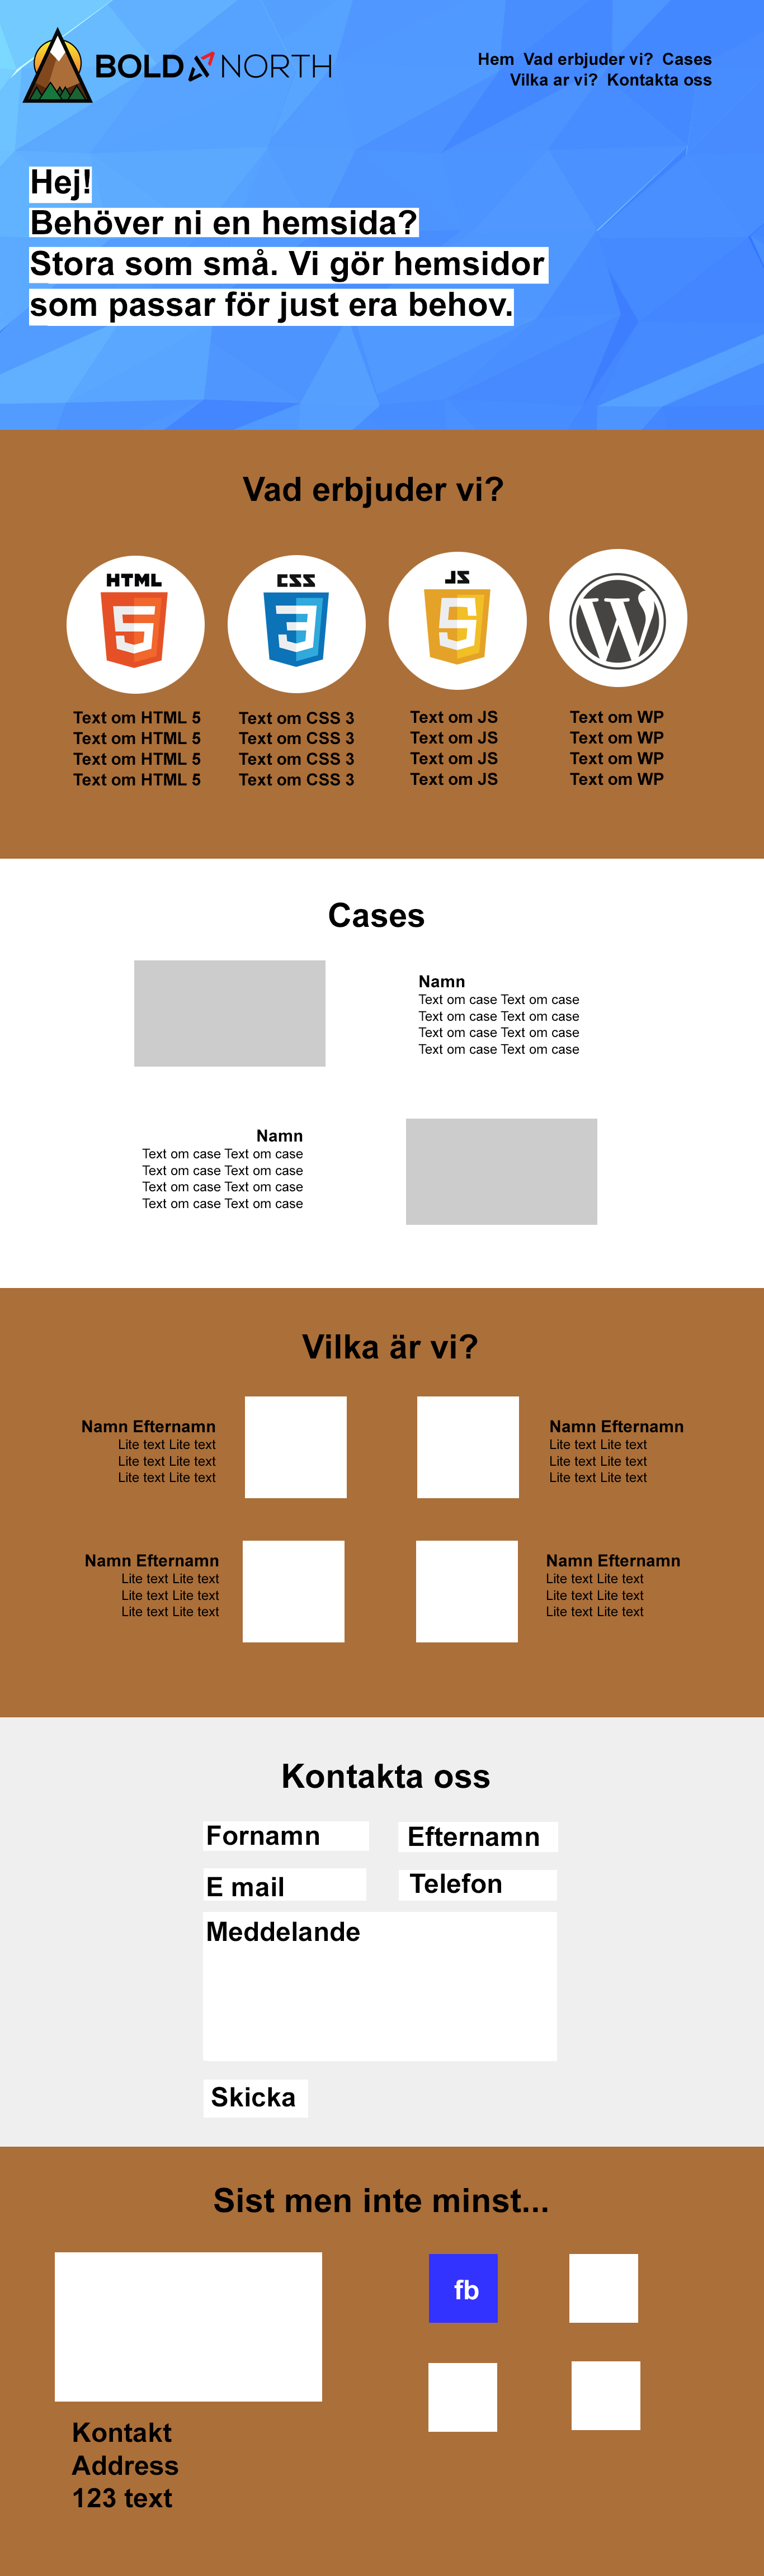 BOLD NORTH
Hem Vad erbjuder vi? Cases
Vilka ar vi? Kontakta oss
Hej!
Behöver ni en hemsida?
Stora som små. Vi gör hemsidor
som passar för just era behov.
Vad erbjuder vi?
HTML
5
CSS
3
JS
5
W
Text om HTML 5
Text om HTML 5
Text om HTML 5
Text om HTML 5
Text om CSS 3
Text om CSS 3
Text om CSS 3
Text om CSS 3
Text om JS
Text om JS
Text om JS
Text om JS
Text om WP
Text om WP
Text om WP
Text om WP
Cases
Namn
Text om case Text om case
Text om case Text om case
Text om case Text om case
Text om case Text om case
Namn
Text om case Text om case
Text om case Text om case
Text om case Text om case
Text om case Text om case
Vilka är vi?
Namn Efternamn
Lite text Lite text
Lite text Lite text
Lite text Lite text
Namn Efternamn
Lite text Lite text
Lite text Lite text
Lite text Lite text
Namn Efternamn
Lite text Lite text
Lite text Lite text
Lite text Lite text
Namn Efternamn
Lite text Lite text
Lite text Lite text
Lite text Lite text
Kontakta oss
Fornamn
Efternamn
E mail
Telefon
Meddelande
Skicka
Sist men inte minst...
fb
Kontakt
Address
123 text